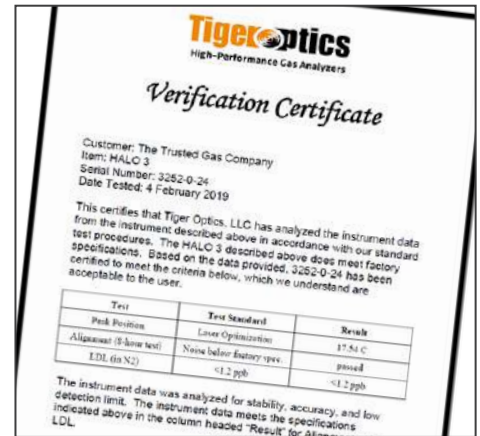 Tigeroptics
High-Performance Gas Analyzers
Verification Certificate
Customer: The Trusted Gas Company
Item: HALO 3
Serial Number: 3252-0-24
Date Tested: 4 February 2019
This certifies that Tiger Optics, LLC has analyzed the instrument data
from the instrument described above in accordance with our standard
test procedures. The HALO 3 described above does meet factory
specifications. Based on the data provided, 3252-0-24 has been
certified to meet the criteria below, which we understand are
acceptable to the user.
Test Test Standard Result
Peak Position Laser Optimization 17.54 C
Alignment (8-hour test) Noise below factory spec. passed
LDL (in N2) <1.2 ppb <1.2 ppb
The instrument data was analyzed for stability, accuracy, and low
detection limit. The instrument data meets the specifications
indicated above in the column headed "Result" for
LDL.